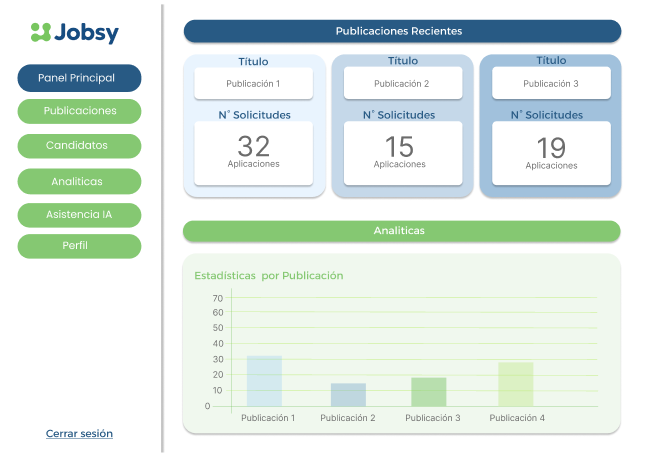 Jobsy
Panel Principal
Publicaciones
Candidatos
Analíticas
Asistencia IA
Perfil
Cerrar sesión
Publicaciones Recientes
Título
Publicación 1
N° Solicitudes
32
Aplicaciones
Título
Publicación 2
N° Solicitudes
15
Aplicaciones
Título
Publicación 3
N° Solicitudes
19
Aplicaciones
Analiticas
Estadísticas por Publicación
70
60
50
40
30
20
10
0
Publicación 1
Publicación 2
Publicación 3
Publicación 4